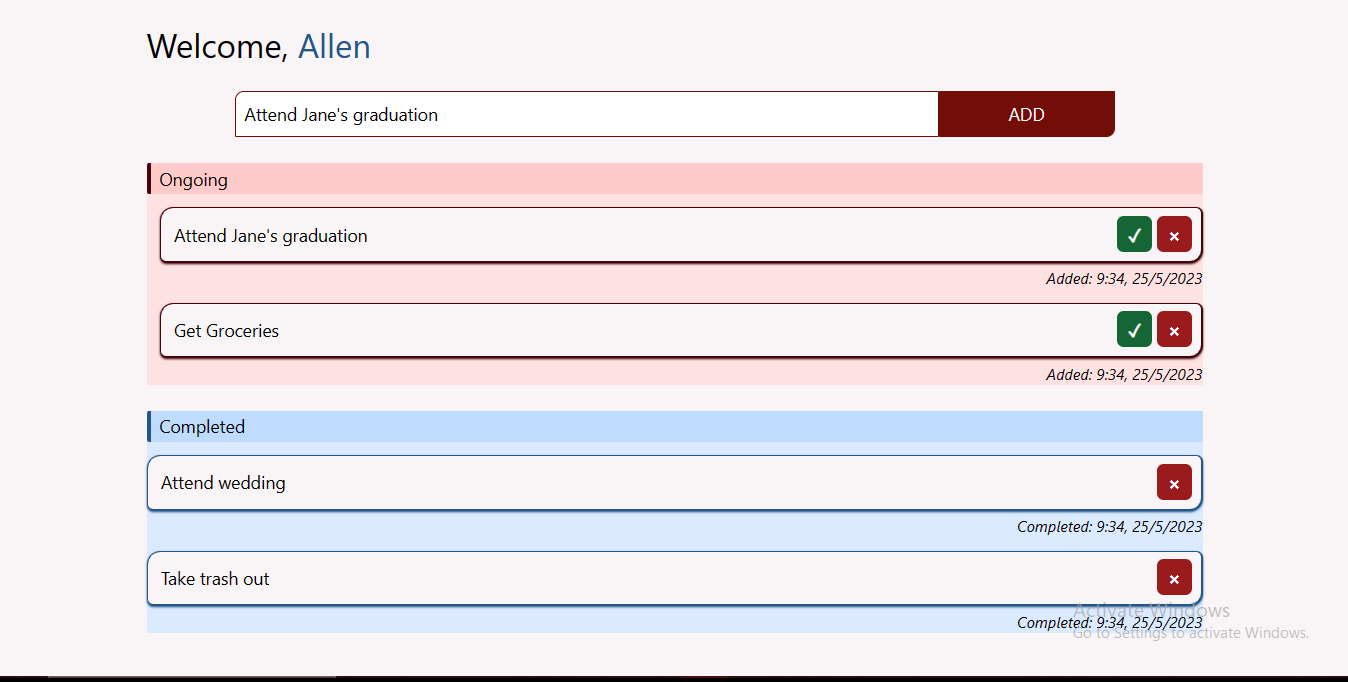 Welcome, Allen
Attend Jane's graduation ADD
Ongoing
Attend Jane's graduation ✓ ×
Added: 9:34, 25/5/2023
Get Groceries ✓ ×
Added: 9:34, 25/5/2023
Completed
Attend wedding ×
Completed: 9:34, 25/5/2023
Take trash out ×
Activate Windows
Completed: 9:34, 25/5/2023
Go to Settings to activate Windows.